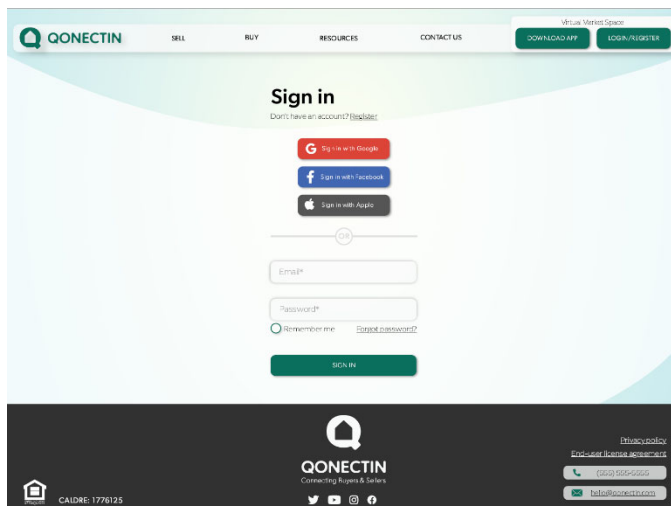 Virtual Market Space
QONECTIN
SELL
BUY
RESOURCES
CONTACT US
DOWNLOAD APP
LOGIN/REGISTER
Sign in
Don't have an account? Register
Sign in with Google
Sign in with Facebook
Sign in with Apple
OR
Email*
Password*
Remember me
Forgot password?
SIGN IN
QONECTIN
Connecting Buyers & Sellers
CALDRE: 1776125
Privacy policy
End-user license agreement
(555) 555-5555
hello@qonectin.com